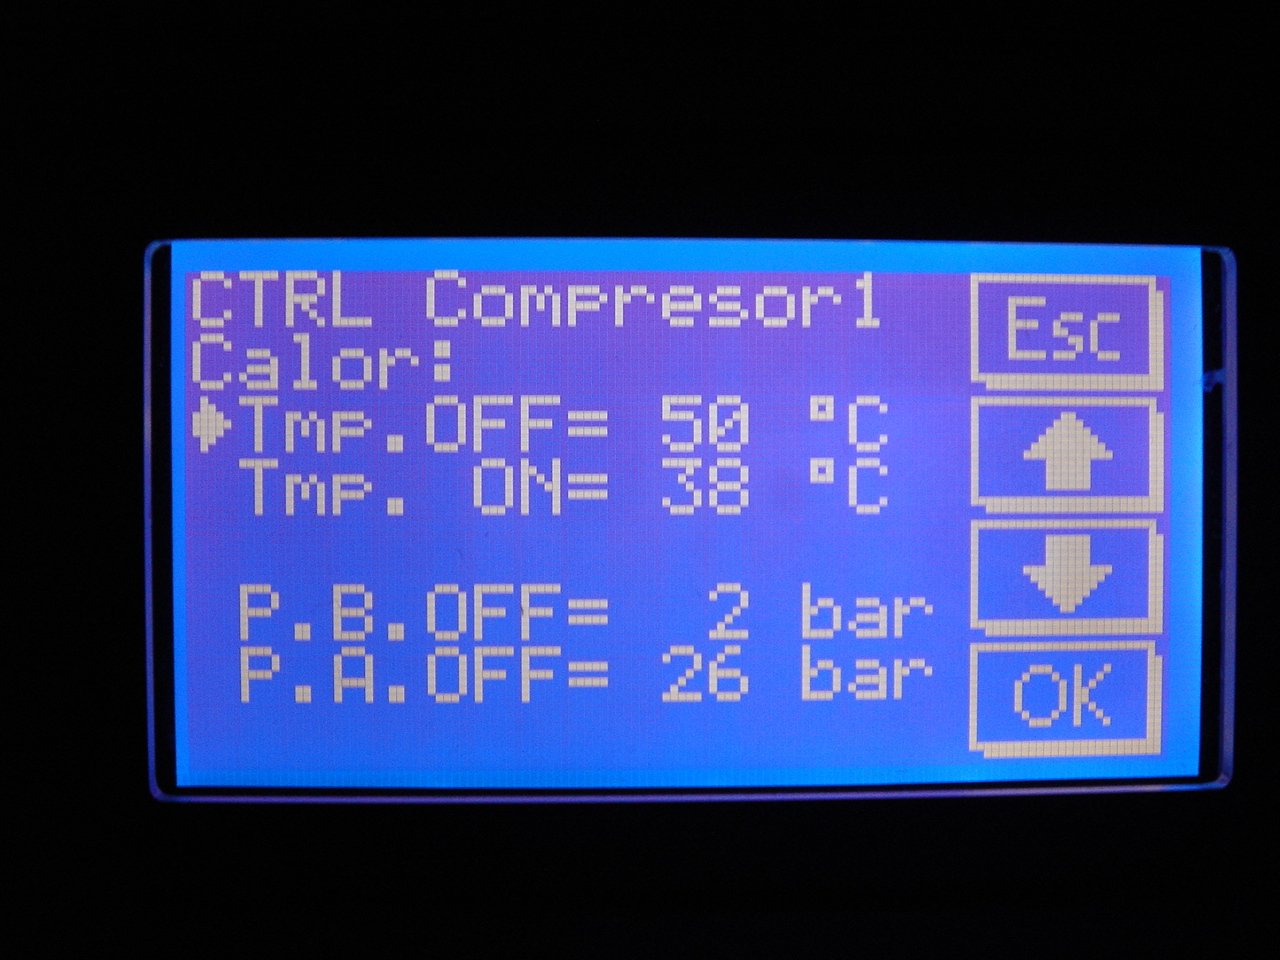 CTRL Compresor1
Calor:
Tmp.OFF= 50 °C
Tmp. ON= 38 °C
P.B.OFF= 2 bar
P.A.OFF= 26 bar
Esc
OK